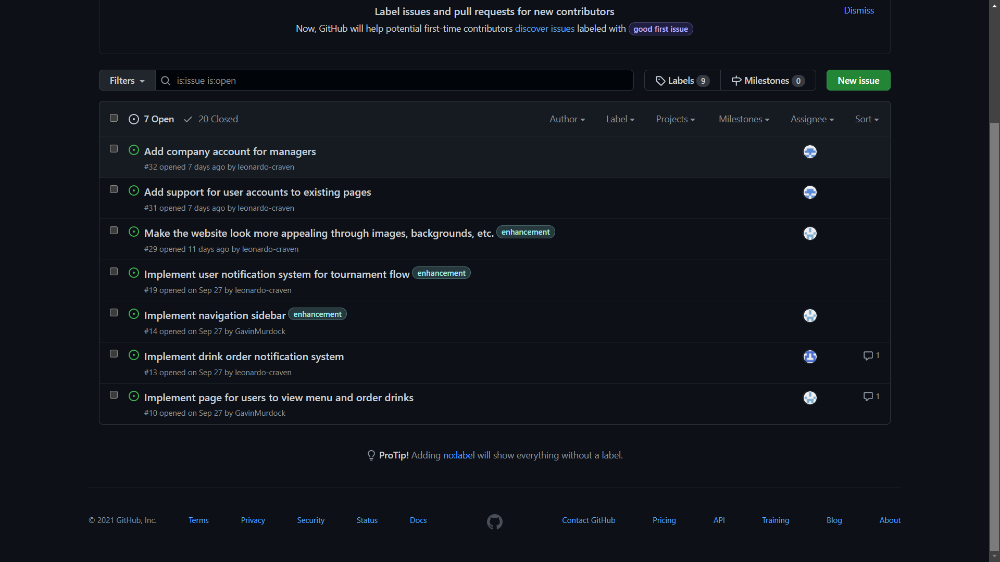 Label issues and pull requests for new contributors
Dismiss
Now, GitHub will help potential first-time contributors discover issues labeled with good first issue
Filters
is:issue is:open
Labels 9
Milestones 0
New issue
7 Open
20 Closed
Author
Label
Projects
Milestones
Assignee
Sort
Add company account for managers
#32 opened 7 days ago by leonardo-craven
Add support for user accounts to existing pages
#31 opened 7 days ago by leonardo-craven
Make the website look more appealing through images, backgrounds, etc. enhancement
#29 opened 11 days ago by leonardo-craven
Implement user notification system for tournament flow enhancement
#19 opened on Sep 27 by leonardo-craven
Implement navigation sidebar enhancement
#14 opened on Sep 27 by GavinMurdock
Implement drink order notification system
1
#13 opened on Sep 27 by leonardo-craven
Implement page for users to view menu and order drinks
1
#10 opened on Sep 27 by GavinMurdock
ProTip! Adding no:label will show everything without a label.
© 2021 GitHub, Inc.
Terms
Privacy
Security
Status
Docs
Contact GitHub
Pricing
API
Training
Blog
About